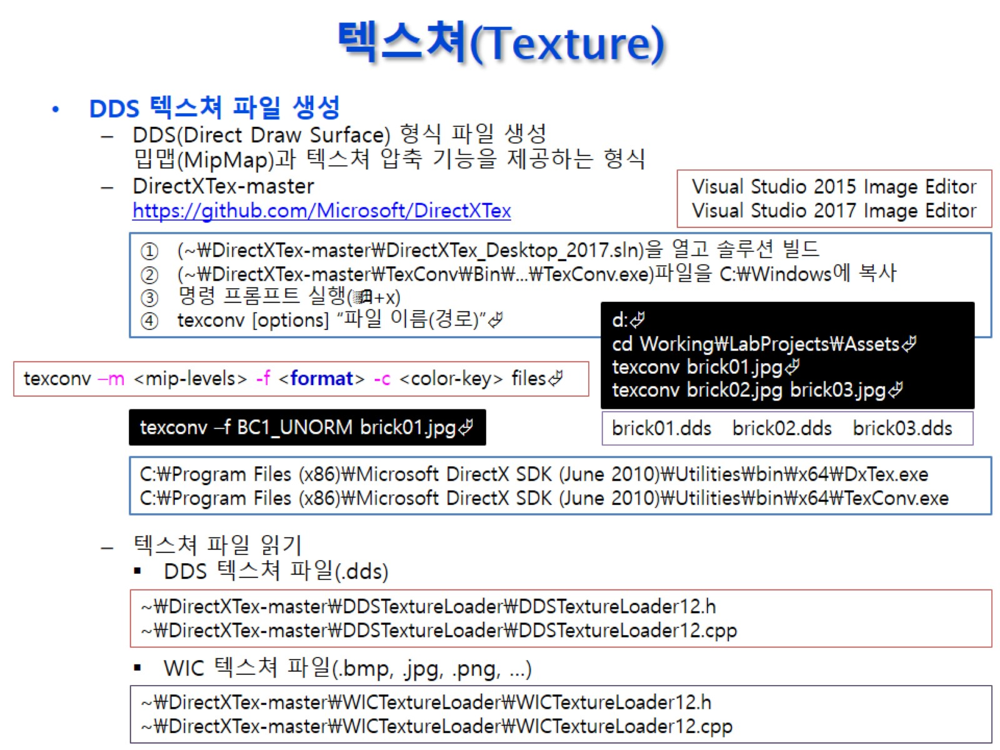 텍스쳐(Texture)
• DDS 텍스쳐 파일 생성
– DDS(Direct Draw Surface) 형식 파일 생성
밉맵(MipMap)과 텍스쳐 압축 기능을 제공하는 형식
– DirectXTex-master
https://github.com/Microsoft/DirectXTex
Visual Studio 2015 Image Editor
Visual Studio 2017 Image Editor
① (~₩DirectXTex-master₩DirectXTex_Desktop_2017.sln)을 열고 솔루션 빌드
② (~₩DirectXTex-master₩TexConv₩Bin₩...₩TexConv.exe)파일을 C:₩Windows에 복사
③ 명령 프롬프트 실행(+x)
④ texconv [options] “파일 이름(경로)”↲
d:↲
cd Working₩LabProjects₩Assets↲
texconv brick01.jpg↲
texconv brick02.jpg brick03.jpg↲
texconv –m <mip-levels> -f <format> -c <color-key> files↲
texconv –f BC1_UNORM brick01.jpg↲
brick01.dds brick02.dds brick03.dds
C:₩Program Files (x86)₩Microsoft DirectX SDK (June 2010)₩Utilities₩bin₩x64₩DxTex.exe
C:₩Program Files (x86)₩Microsoft DirectX SDK (June 2010)₩Utilities₩bin₩x64₩TexConv.exe
– 텍스쳐 파일 읽기
▪ DDS 텍스쳐 파일(.dds)
~₩DirectXTex-master₩DDSTextureLoader₩DDSTextureLoader12.h
~₩DirectXTex-master₩DDSTextureLoader₩DDSTextureLoader12.cpp
▪ WIC 텍스쳐 파일(.bmp, .jpg, .png, ...)
~₩DirectXTex-master₩WICTextureLoader₩WICTextureLoader12.h
~₩DirectXTex-master₩WICTextureLoader₩WICTextureLoader12.cpp